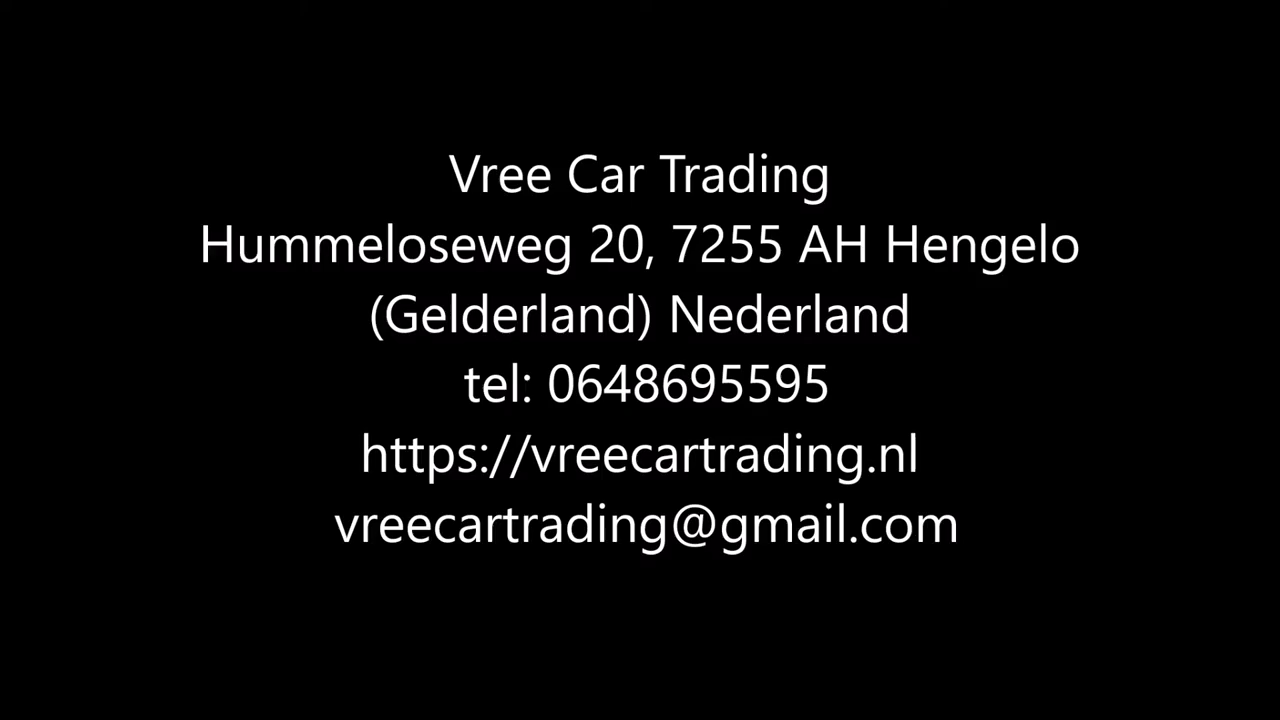 Vree Car Trading
Hummeloseweg 20, 7255 AH Hengelo
(Gelderland) Nederland
tel: 0648695595
https://vreecartrading.nl
vreecartrading@gmail.com